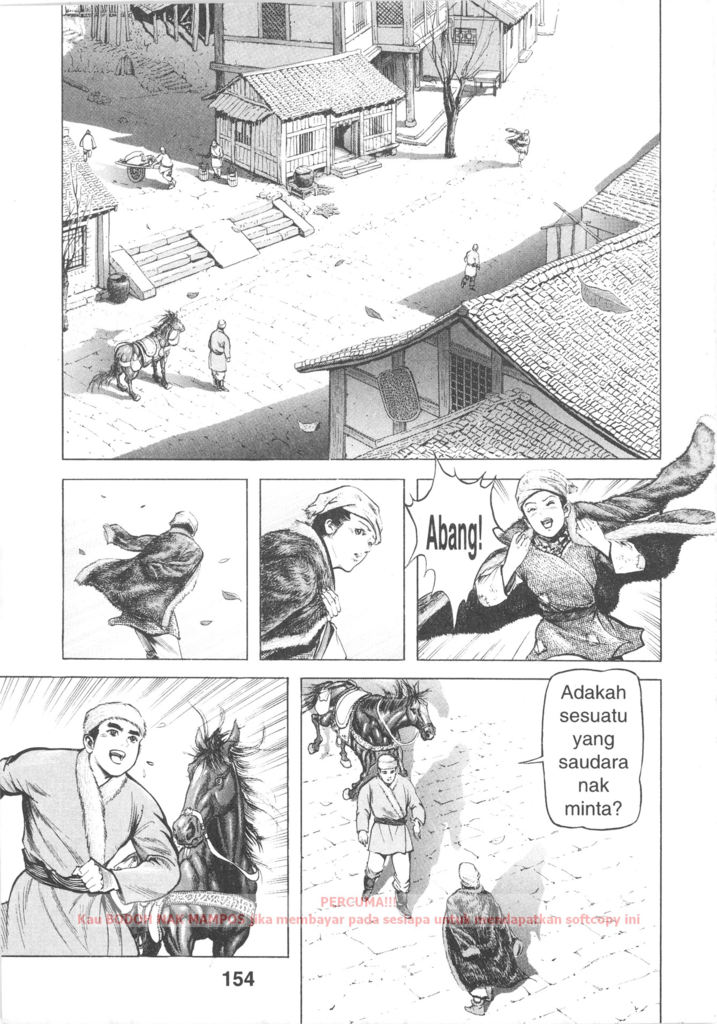 Abang!
Adakah
sesuatu
yang
saudara
nak
minta?
PERCUMA!!!
Kau BODOH NAK MAMPOS jika membayar pada sesiapa untuk mendapatkan softcopy ini
154